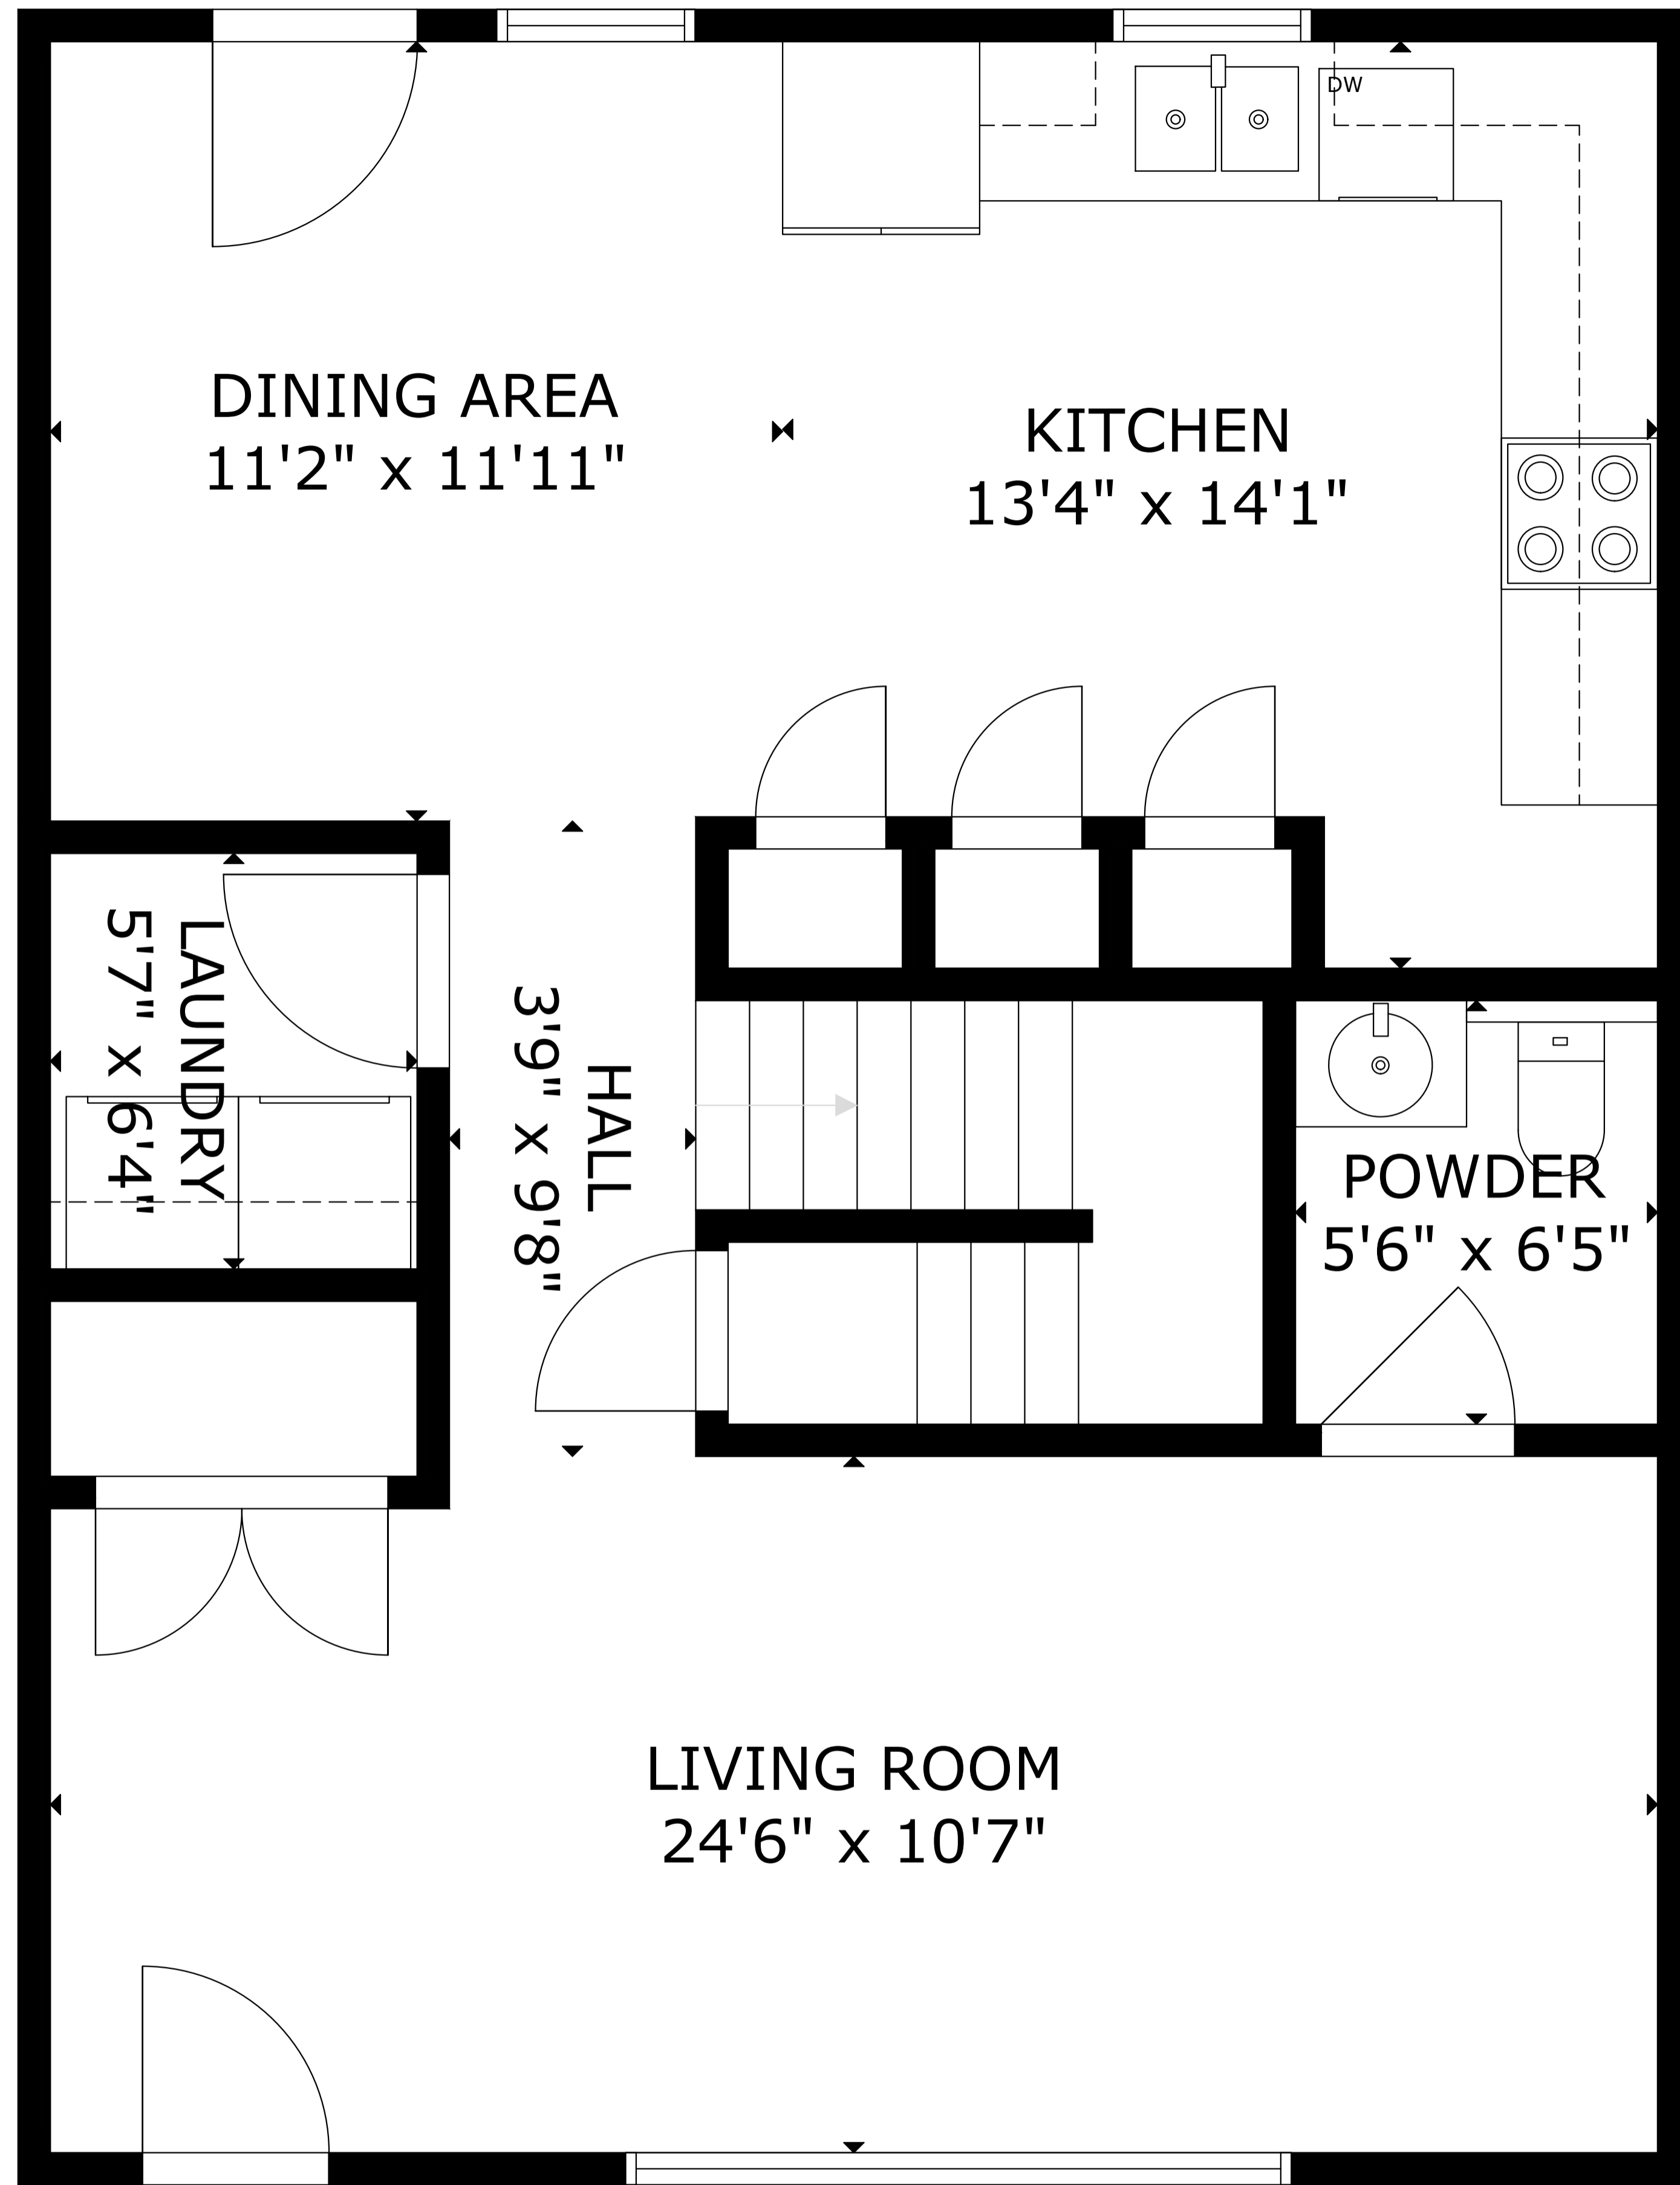 DW
DINING AREA
11'2" x 11'11"
KITCHEN
13'4" x 14'1"
LAUNDRY
5'7" x 6'4"
HALL
3'9" x 9'8"
POWDER
5'6" x 6'5"
LIVING ROOM
24'6" x 10'7"